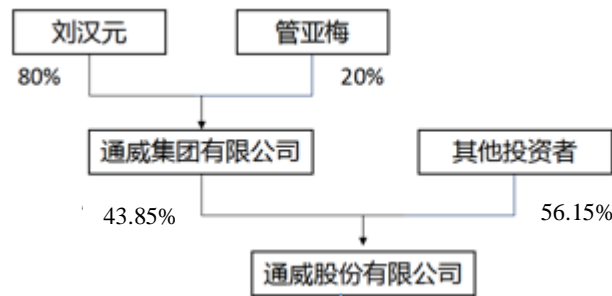 刘汉元
管亚梅
80%
20%
通威集团有限公司
其他投资者
43.85%
56.15%
通威股份有限公司